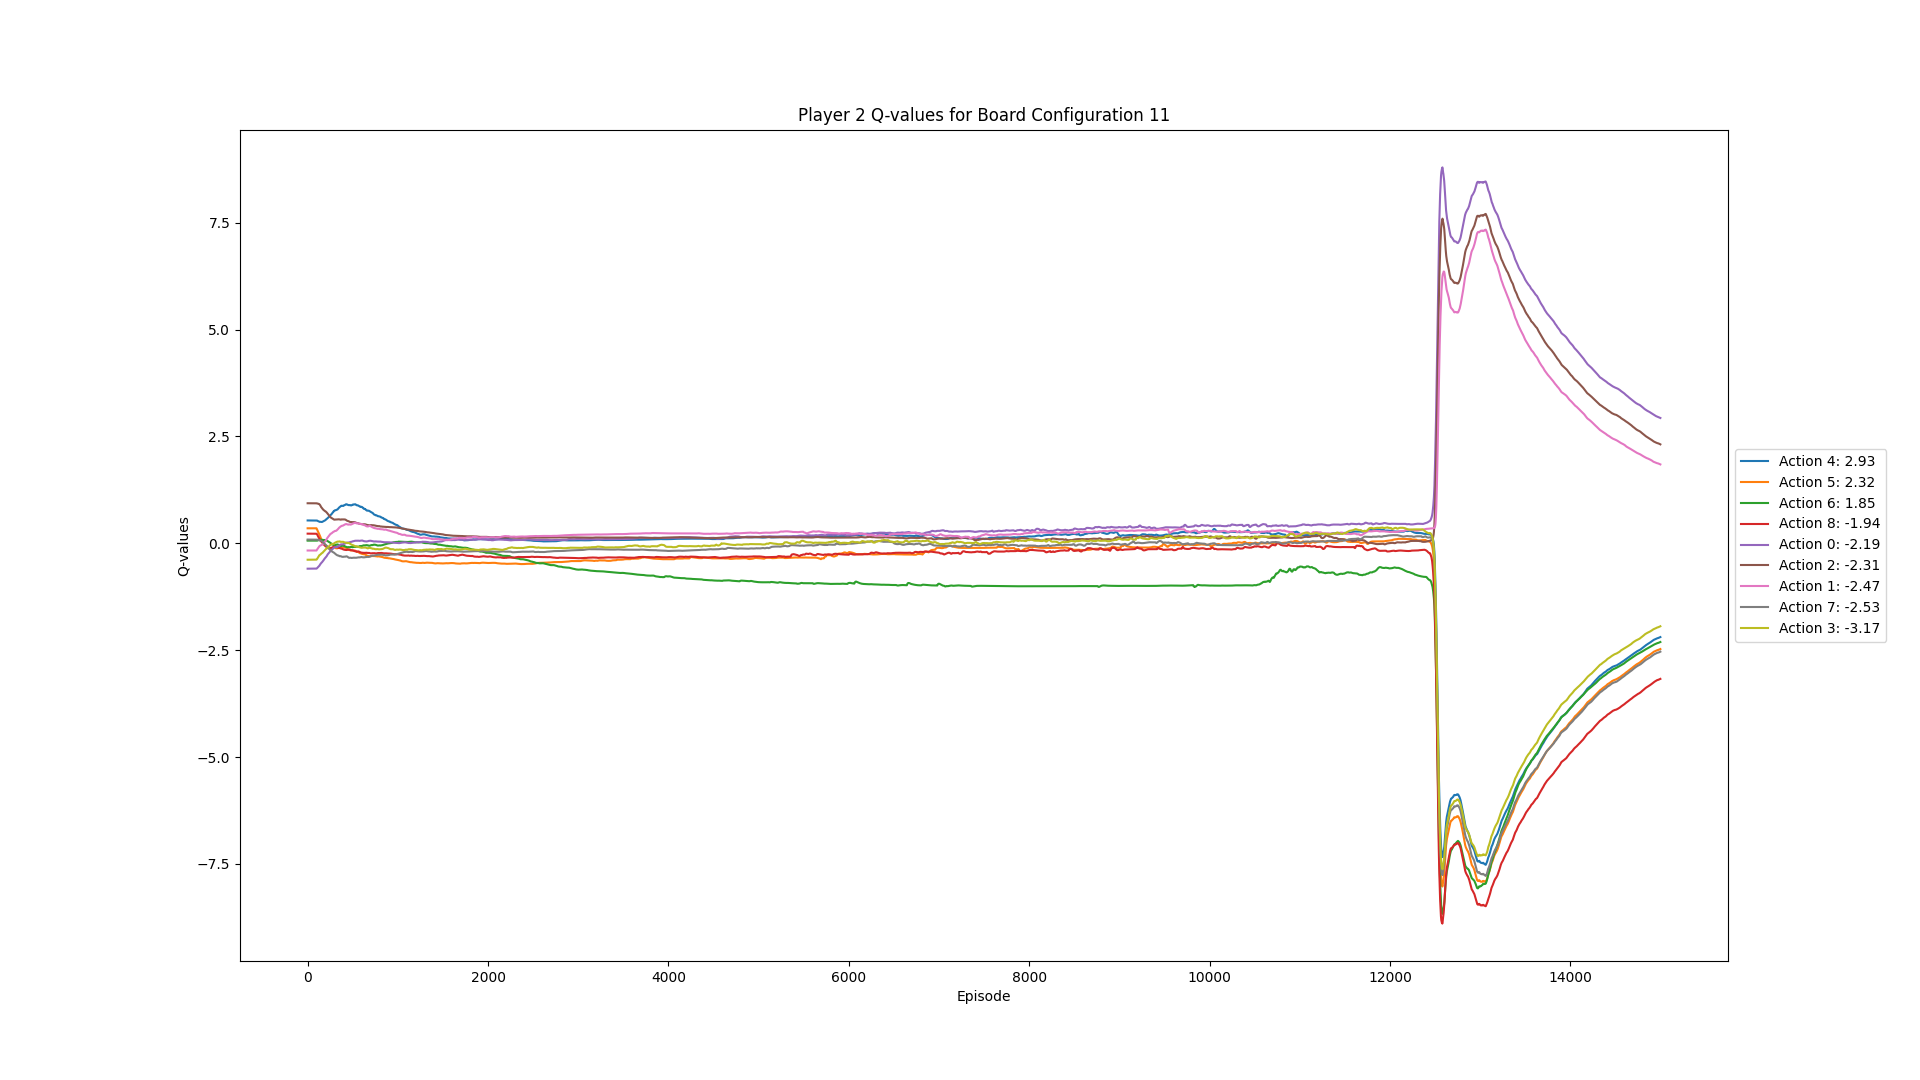 Player 2 Q-values for Board Configuration 11
Q-values
7.5
5.0
2.5
0.0
−2.5
−5.0
−7.5
0 2000 4000 6000 8000 10000 12000 14000
Episode
Action 4: 2.93
Action 5: 2.32
Action 6: 1.85
Action 8: -1.94
Action 0: -2.19
Action 2: -2.31
Action 1: -2.47
Action 7: -2.53
Action 3: -3.17